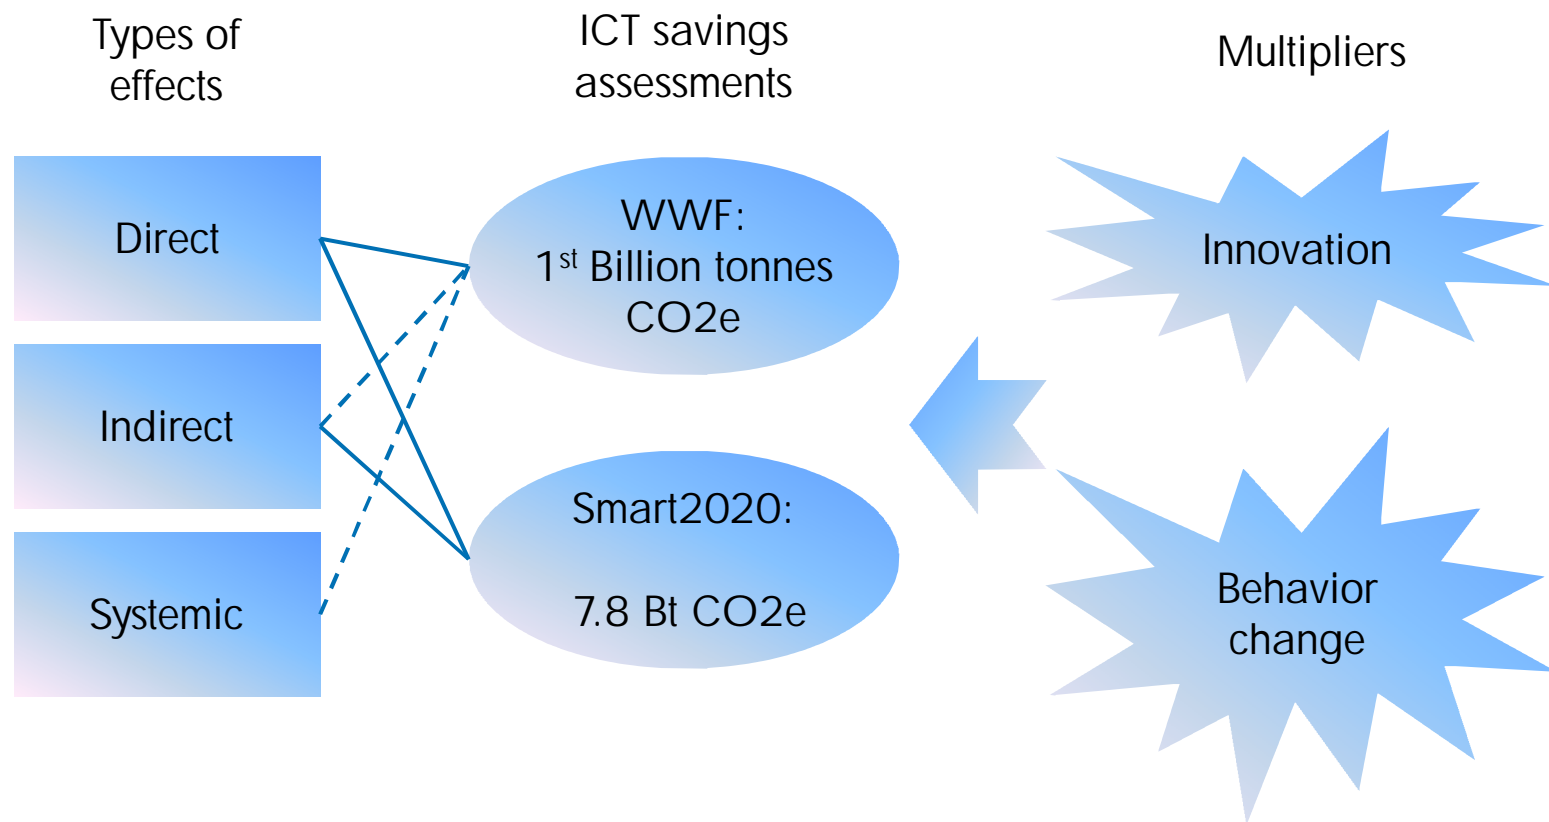 Types of
effects
ICT savings
assessments
Multipliers
Direct
Indirect
Systemic
WWF:
1st Billion tonnes
CO2e
Smart2020:
7.8 Bt CO2e
Innovation
Behavior
change